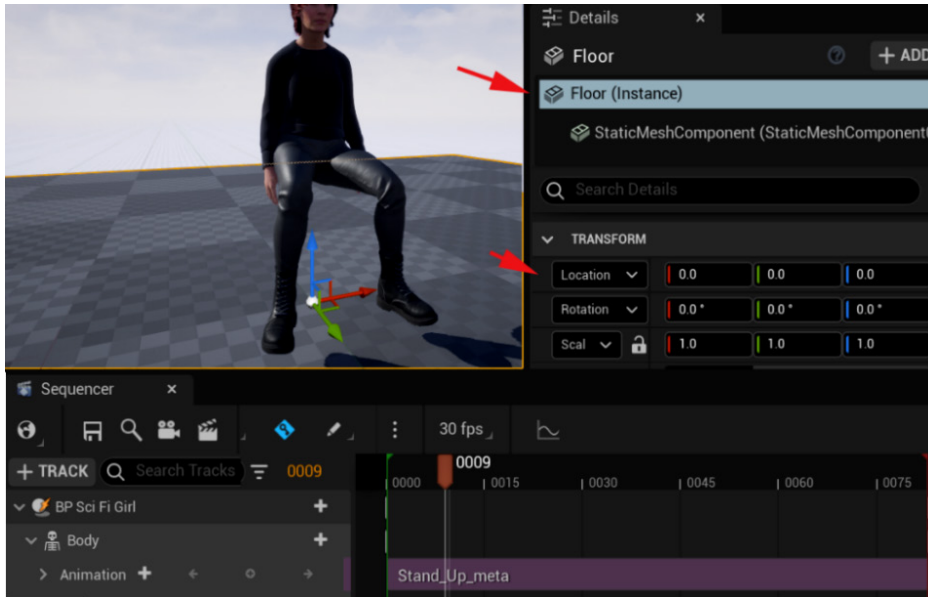 Details
Floor
+ ADD
Floor (Instance)
StaticMeshComponent (StaticMeshComponent
Search Details
TRANSFORM
Location 0.0 0.0 0.0
Rotation 0.0° 0.0° 0.0°
Scal 1.0 1.0 1.0
Sequencer
30 fps
+ TRACK Search Tracks 0009
0009
0000 0015 0030 0045 0060 0075
BP Sci Fi Girl
Body
Animation
Stand_Up_meta